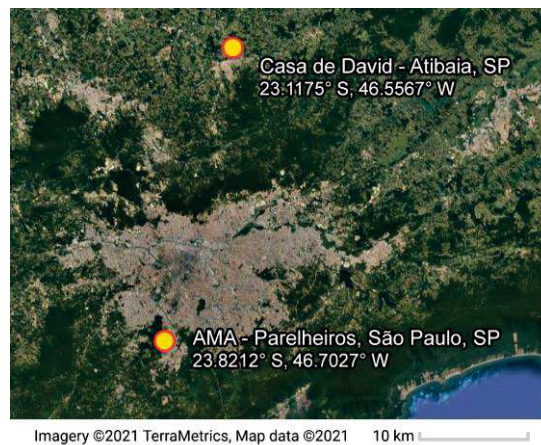 Casa de David - Atibaia, SP
23.1175° S, 46.5567° W
AMA - Parelheiros, São Paulo, SP
23.8212° S, 46.7027° W
Imagery ©2021 TerraMetrics, Map data ©2021 10 km